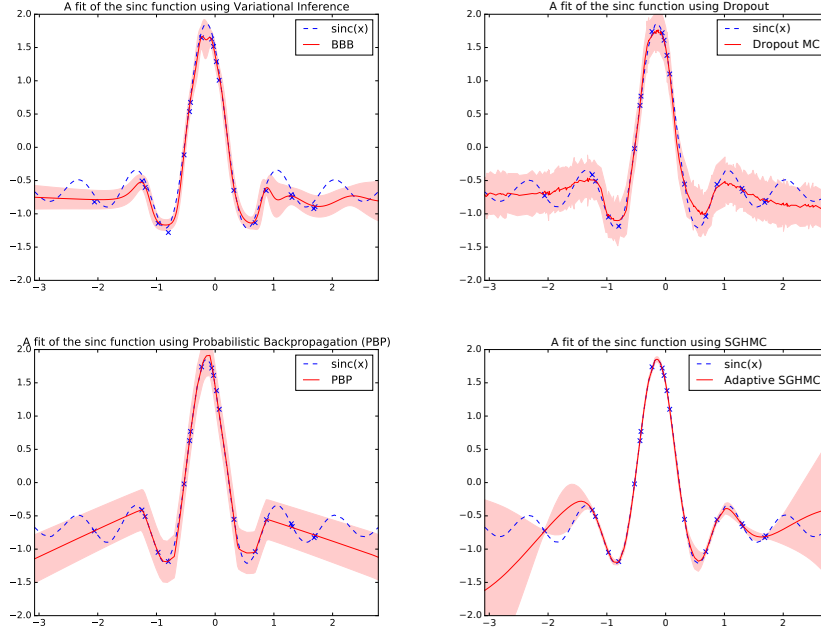 A fit of the sinc function using Variational Inference
2.0
1.5
1.0
0.5
0.0
−0.5
−1.0
−1.5
−2.0
−3 −2 −1 0 1 2
sinc(x)
BBB
A fit of the sinc function using Dropout
2.0
1.5
1.0
0.5
0.0
−0.5
−1.0
−1.5
−2.0
−3 −2 −1 0 1 2
sinc(x)
Dropout MC
A fit of the sinc function using Probabilistic Backpropagation (PBP)
2.0
1.5
1.0
0.5
0.0
−0.5
−1.0
−1.5
−2.0
−3 −2 −1 0 1 2
sinc(x)
PBP
A fit of the sinc function using SGHMC
2.0
1.5
1.0
0.5
0.0
−0.5
−1.0
−1.5
−2.0
−3 −2 −1 0 1 2
sinc(x)
Adaptive SGHMC